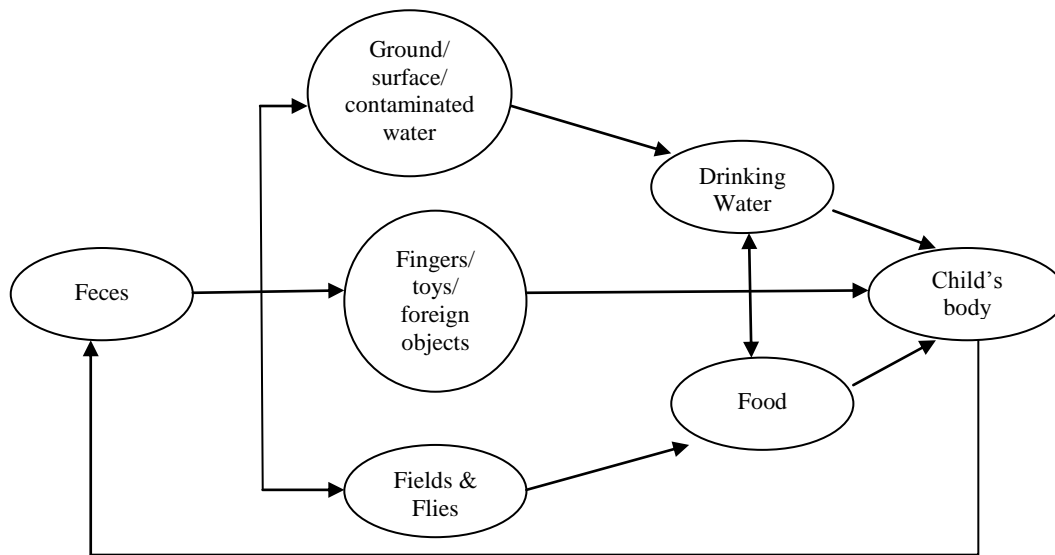 Ground/
surface/
contaminated
water
Drinking
Water
Feces
Fingers/
toys/
foreign
objects
Child’s
body
Food
Fields &
Flies